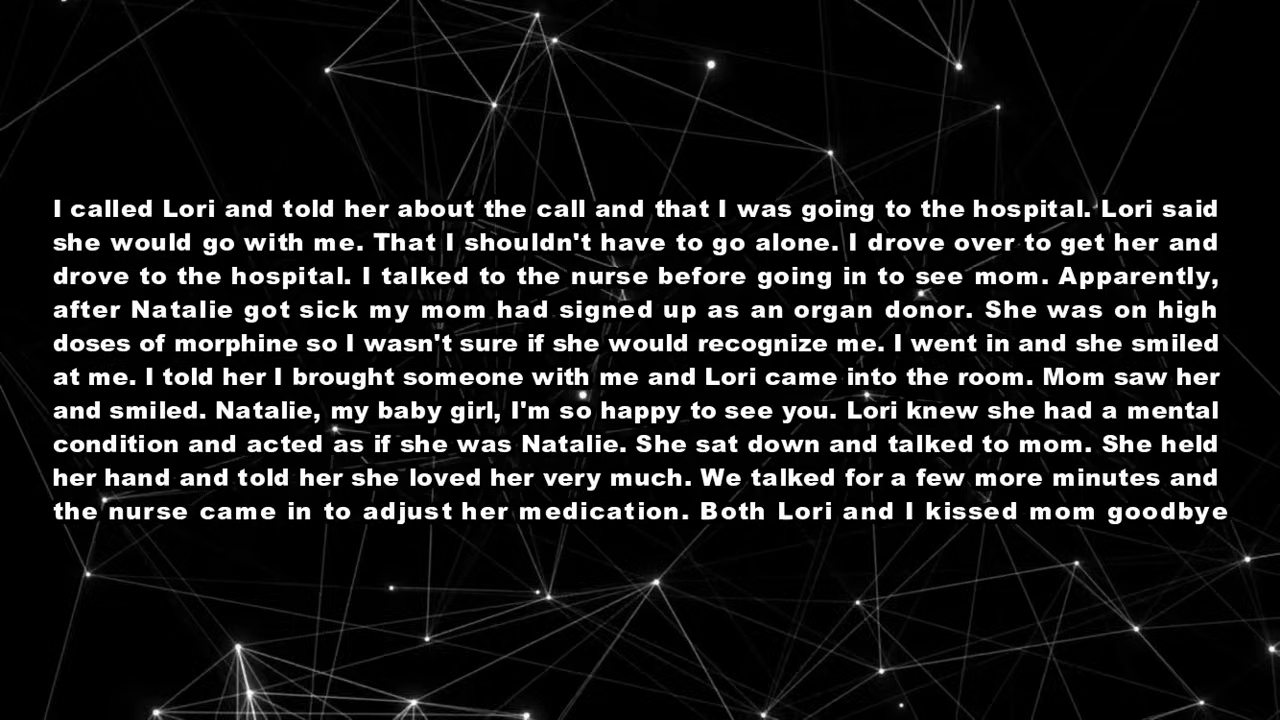 I called Lori and told her about the call and that I was going to the hospital. Lori said
she would go with me. That I shouldn't have to go alone. I drove over to get her and
drove to the hospital. I talked to the nurse before going in to see mom. Apparently,
after Natalie got sick my mom had signed up as an organ donor. She was on high
doses of morphine so I wasn't sure if she would recognize me. I went in and she smiled
at me. I told her I brought someone with me and Lori came into the room. Mom saw her
and smiled. Natalie, my baby girl, I'm so happy to see you. Lori knew she had a mental
condition and acted as if she was Natalie. She sat down and talked to mom. She held
her hand and told her she loved her very much. We talked for a few more minutes and
the nurse came in to adjust her medication. Both Lori and I kissed mom goodbye